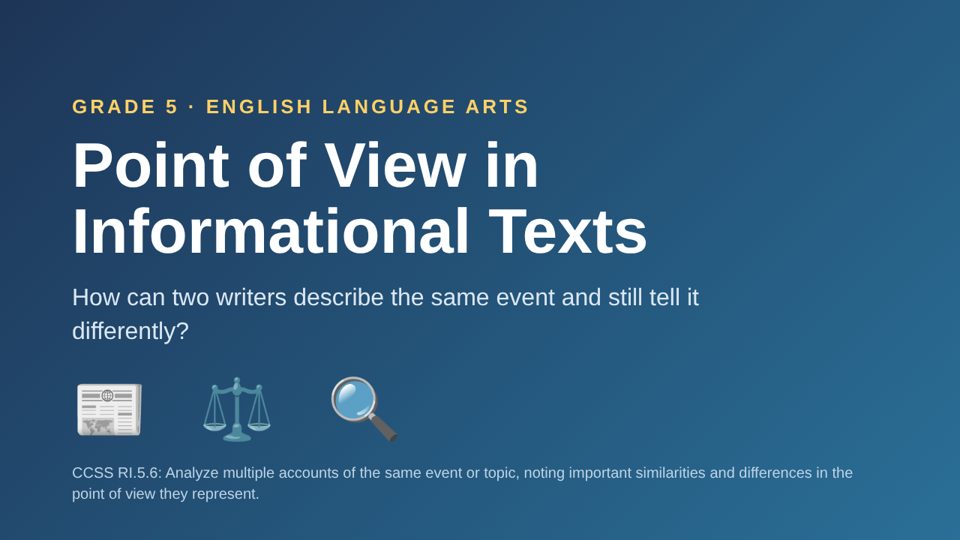 GRADE 5 · ENGLISH LANGUAGE ARTS
Point of View in
Informational Texts
How can two writers describe the same event and still tell it
differently?
CCSS RI.5.6: Analyze multiple accounts of the same event or topic, noting important similarities and differences in the
point of view they represent.